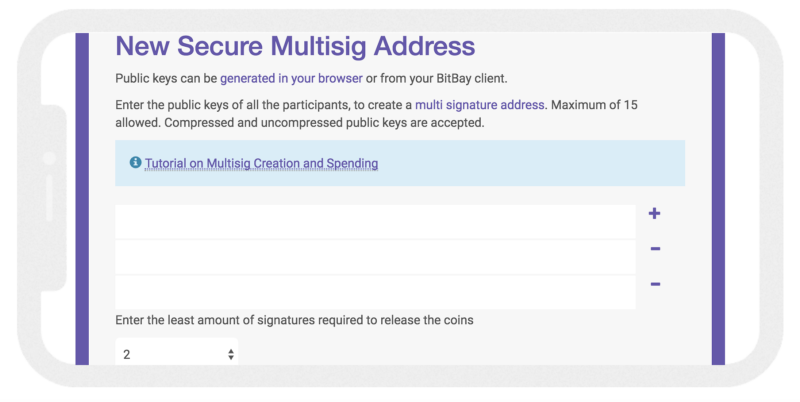 New Secure Multisig Address
Public keys can be generated in your browser or from your BitBay client.
Enter the public keys of all the participants, to create a multi signature address. Maximum of 15
allowed. Compressed and uncompressed public keys are accepted.
Tutorial on Multisig Creation and Spending
Enter the least amount of signatures required to release the coins
2